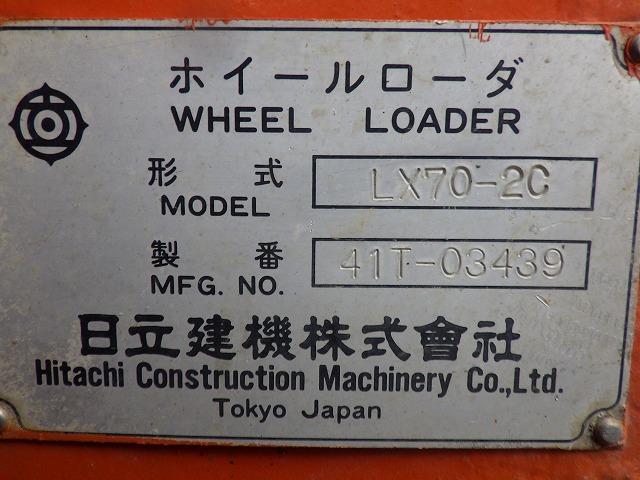 ホイールローダ
WHEEL LOADER
形式 LX70-2C
MODEL
製番 41T-03439
MFG. NO.
日立建機株式會社
Hitachi Construction Machinery Co.,Ltd.
Tokyo Japan